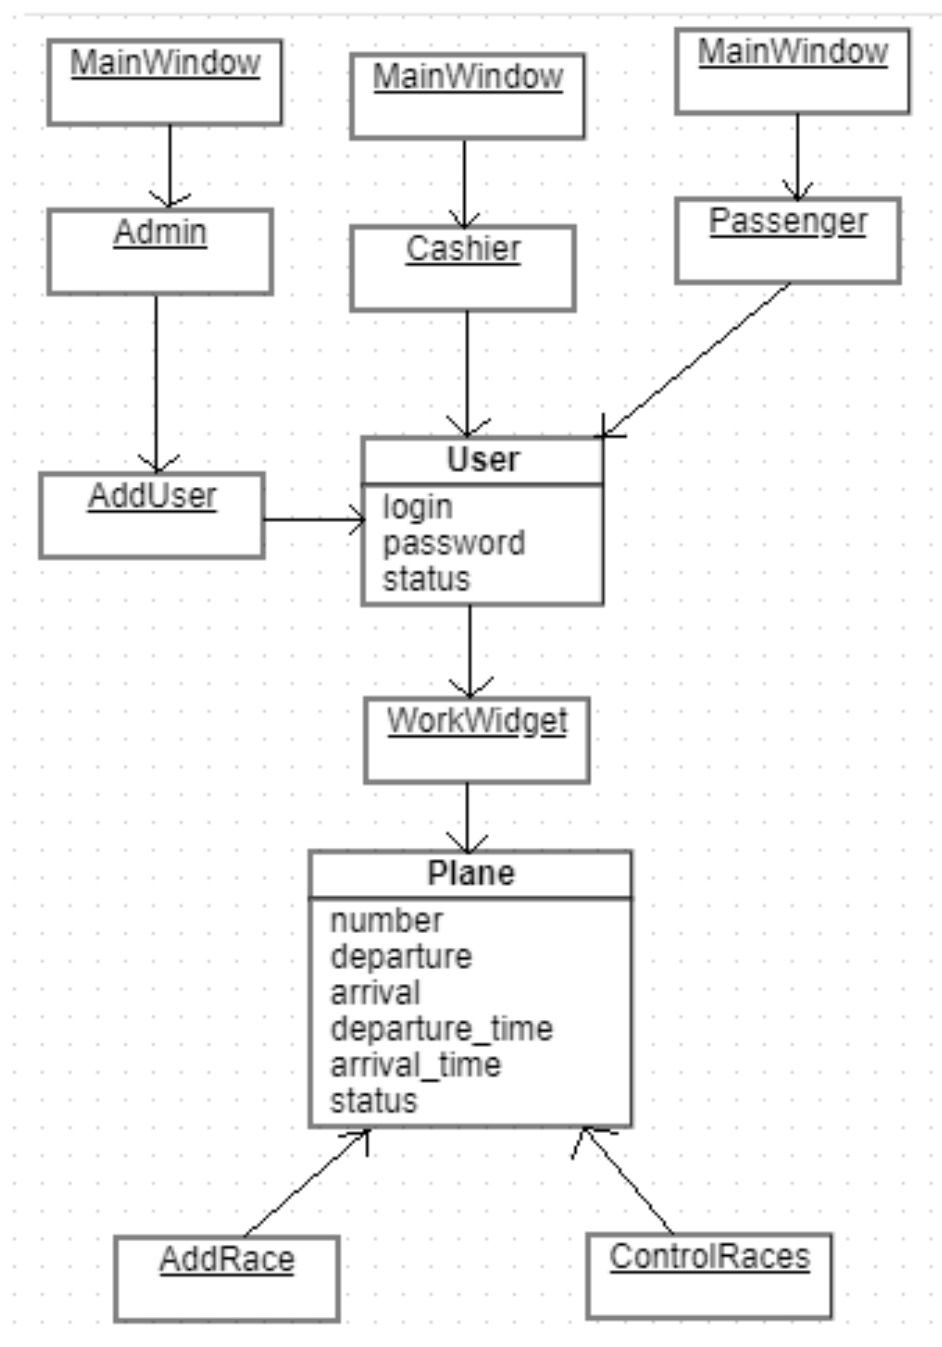 MainWindow
MainWindow
MainWindow
Admin
Cashier
Passenger
AddUser
User
login
password
status
WorkWidget
Plane
number
departure
arrival
departure_time
arrival_time
status
AddRace
ControlRaces